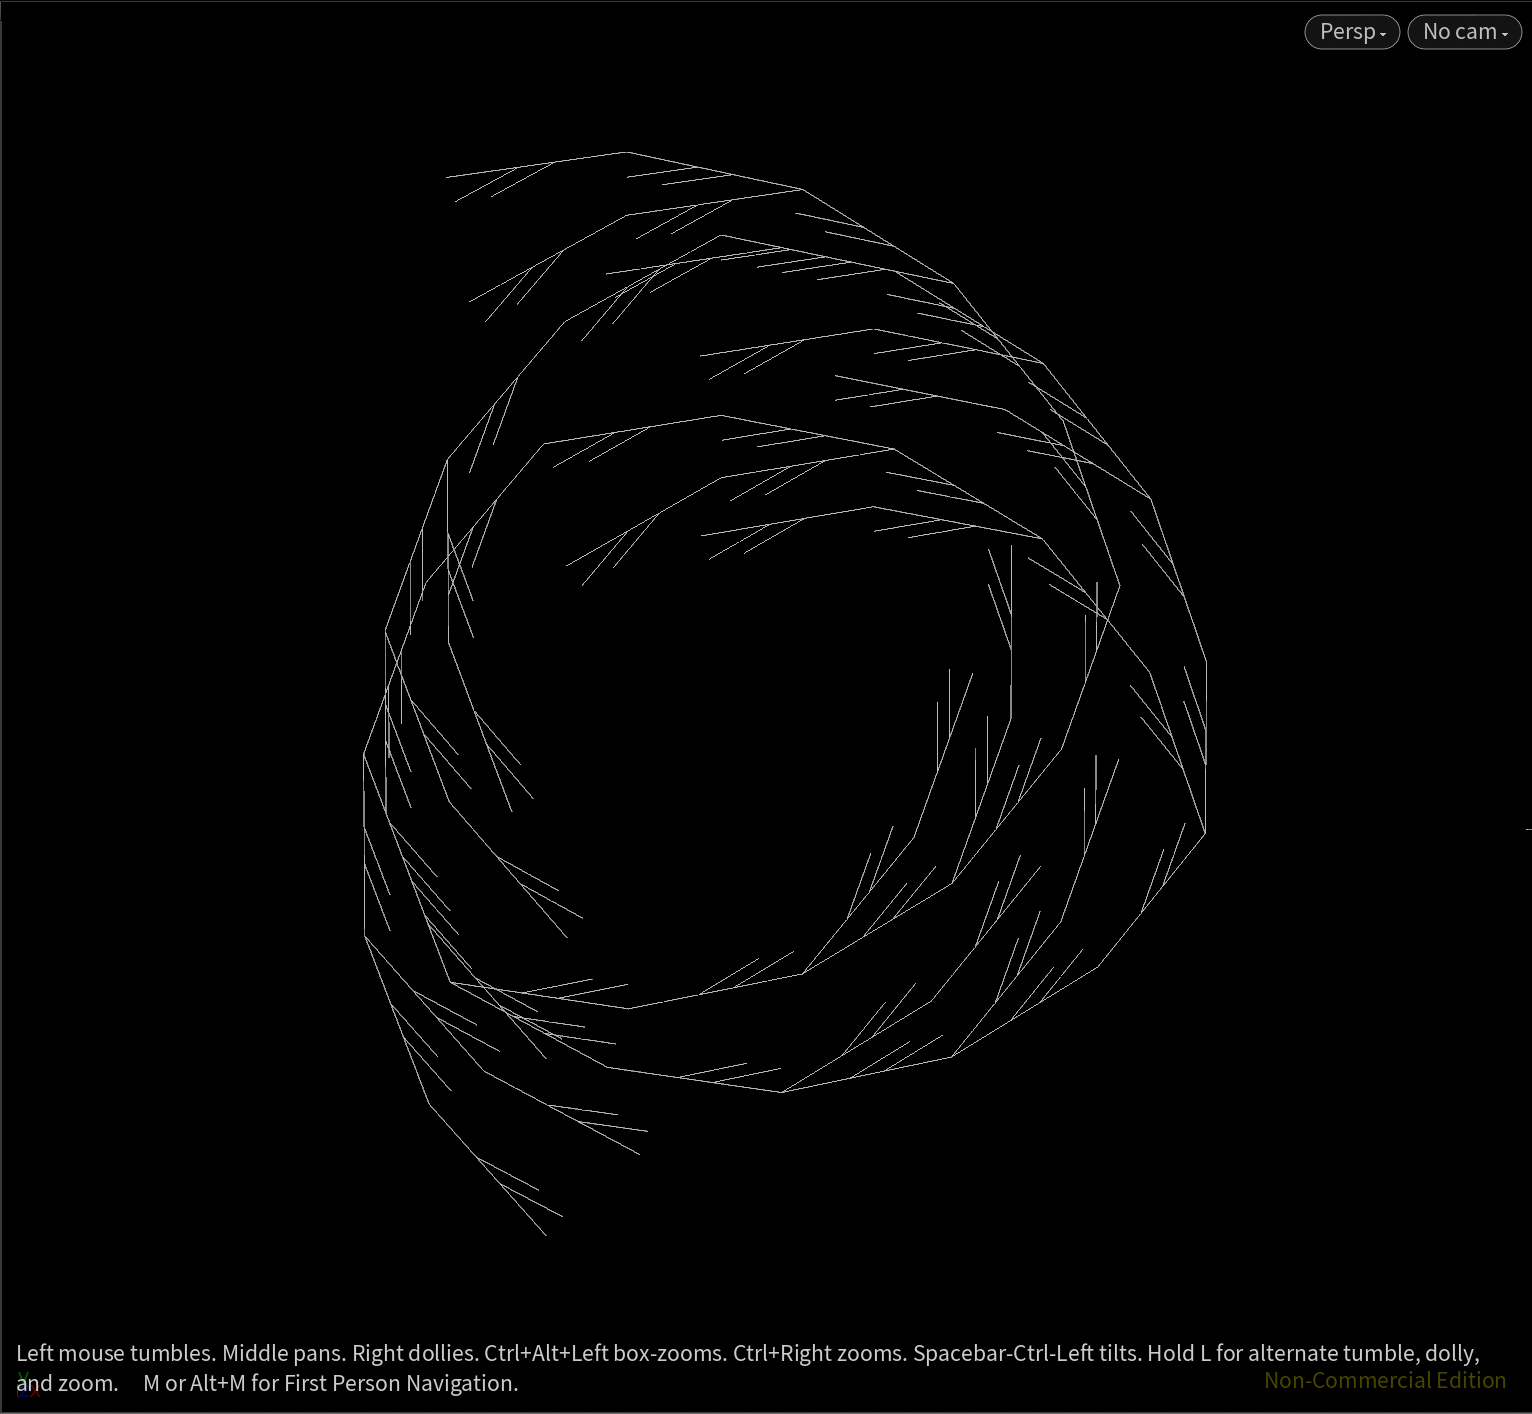 Persp No cam
Left mouse tumbles. Middle pans. Right dollies. Ctrl+Alt+Left box-zooms. Ctrl+Right zooms. Spacebar-Ctrl-Left tilts. Hold L for alternate tumble, dolly,
and zoom. M or Alt+M for First Person Navigation.
Non-Commercial Edition